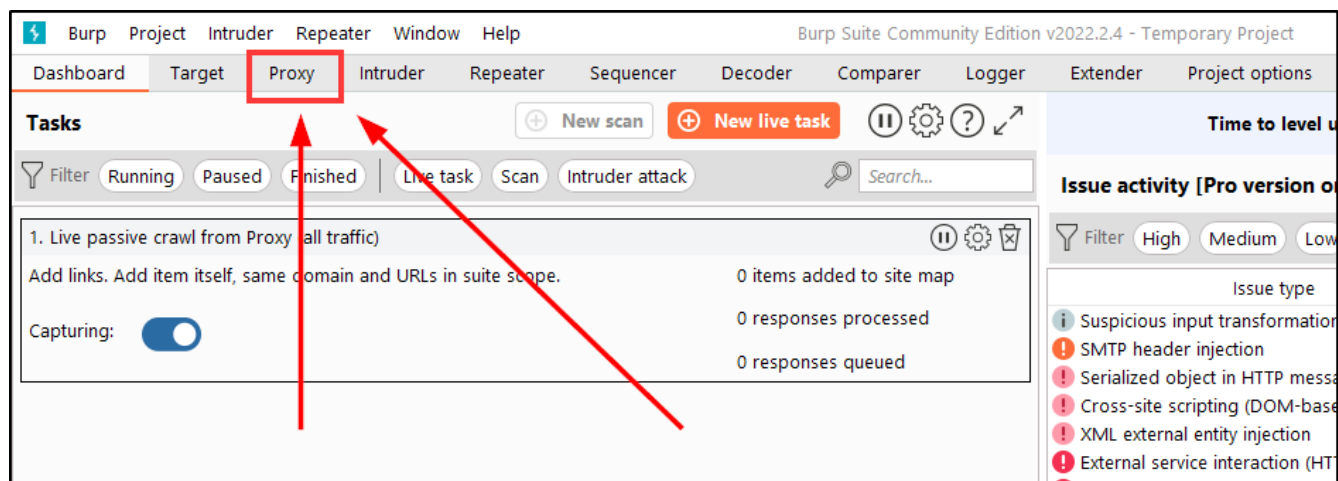 Burp Project Intruder Repeater Window Help Burp Suite Community Edition v2022.2.4 - Temporary Project
Dashboard Target Proxy Intruder Repeater Sequencer Decoder Comparer Logger Extender Project options
Tasks New scan New live task Time to level u
Filter Running Paused Finished Live task Scan Intruder attack Search...
Issue activity [Pro version o
1. Live passive crawl from Proxy (all traffic)
Filter High Medium Low
Add links. Add item itself, same domain and URLs in suite scope. 0 items added to site map
Issue type
Capturing: 0 responses processed
0 responses queued
Suspicious input transformation
SMTP header injection
Serialized object in HTTP messa
Cross-site scripting (DOM-base
XML external entity injection
External service interaction (HT